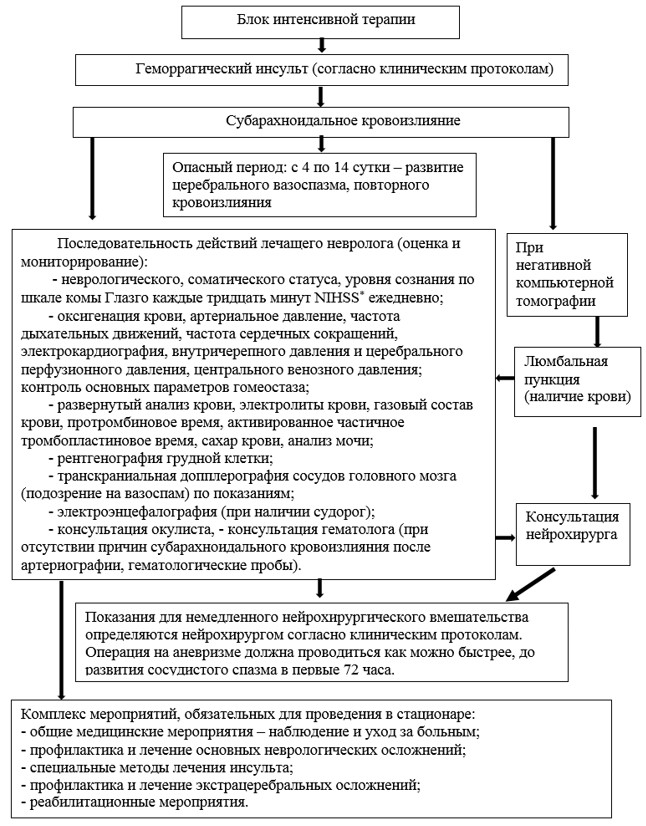 Блок интенсивной терапии
Геморрагический инсульт (согласно клиническим протоколам)
Субарахноидальное кровоизлияние
Опасный период: с 4 по 14 сутки – развитие
церебрального вазоспазма, повторного
кровоизлияния
Последовательность действий лечащего невролога (оценка и
мониторирование):
- неврологического, соматического статуса, уровня сознания по
шкале комы Глазго каждые тридцать минут NIHSS* ежедневно;
- оксигенация крови, артериальное давление, частота
дыхательных движений, частота сердечных сокращений,
электрокардиография, внутричерепного давления и церебрального
перфузионного давления, центрального венозного давления;
контроль основных параметров гомеостаза;
- развернутый анализ крови, электролиты крови, газовый состав
крови, протромбиновое время, активированное частичное
тромбопластиновое время, сахар крови, анализ мочи;
- рентгенография грудной клетки;
- транскраниальная допплерография сосудов головного мозга
(подозрение на вазоспам) по показаниям;
- электроэнцефалография (при наличии судорог);
- консультация окулиста, - консультация гематолога (при
отсутствии причин субарахноидального кровоизлияния после
артериографии, гематологические пробы).
При
негативной
компьютерной
томографии
Люмбальная
пункция
(наличие крови)
Консультация
нейрохирурга
Показания для немедленного нейрохирургического вмешательства
определяются нейрохирургом согласно клиническим протоколам.
Операция на аневризме должна проводиться как можно быстрее, до
развития сосудистого спазма в первые 72 часа.
Комплекс мероприятий, обязательных для проведения в стационаре:
- общие медицинские мероприятия – наблюдение и уход за больным;
- профилактика и лечение основных неврологических осложнений;
- специальные методы лечения инсульта;
- профилактика и лечение экстрацеребральных осложнений;
- реабилитационные мероприятия.